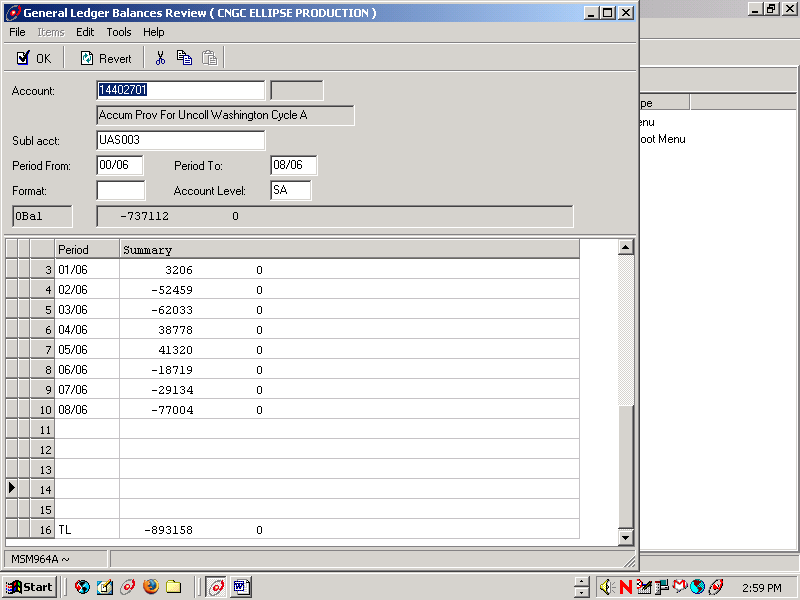 General Ledger Balances Review ( CNGC ELLIPSE PRODUCTION )
File Items Edit Tools Help
OK Revert
Account: 14402701
Accum Prov For Uncoll Washington Cycle A
Subl acct: UAS003
Period From: 00/06 Period To: 08/06
Format: Account Level: SA
OBal -737112 0
Period Summary
3 01/06 3206 0
4 02/06 -52459 0
5 03/06 -62033 0
6 04/06 38778 0
7 05/06 41320 0
8 06/06 -18719 0
9 07/06 -29134 0
10 08/06 -77004 0
11
12
13
14
15
16 TL -893158 0
MSM964A ~
pe
enu
oot Menu
Start 2:59 PM